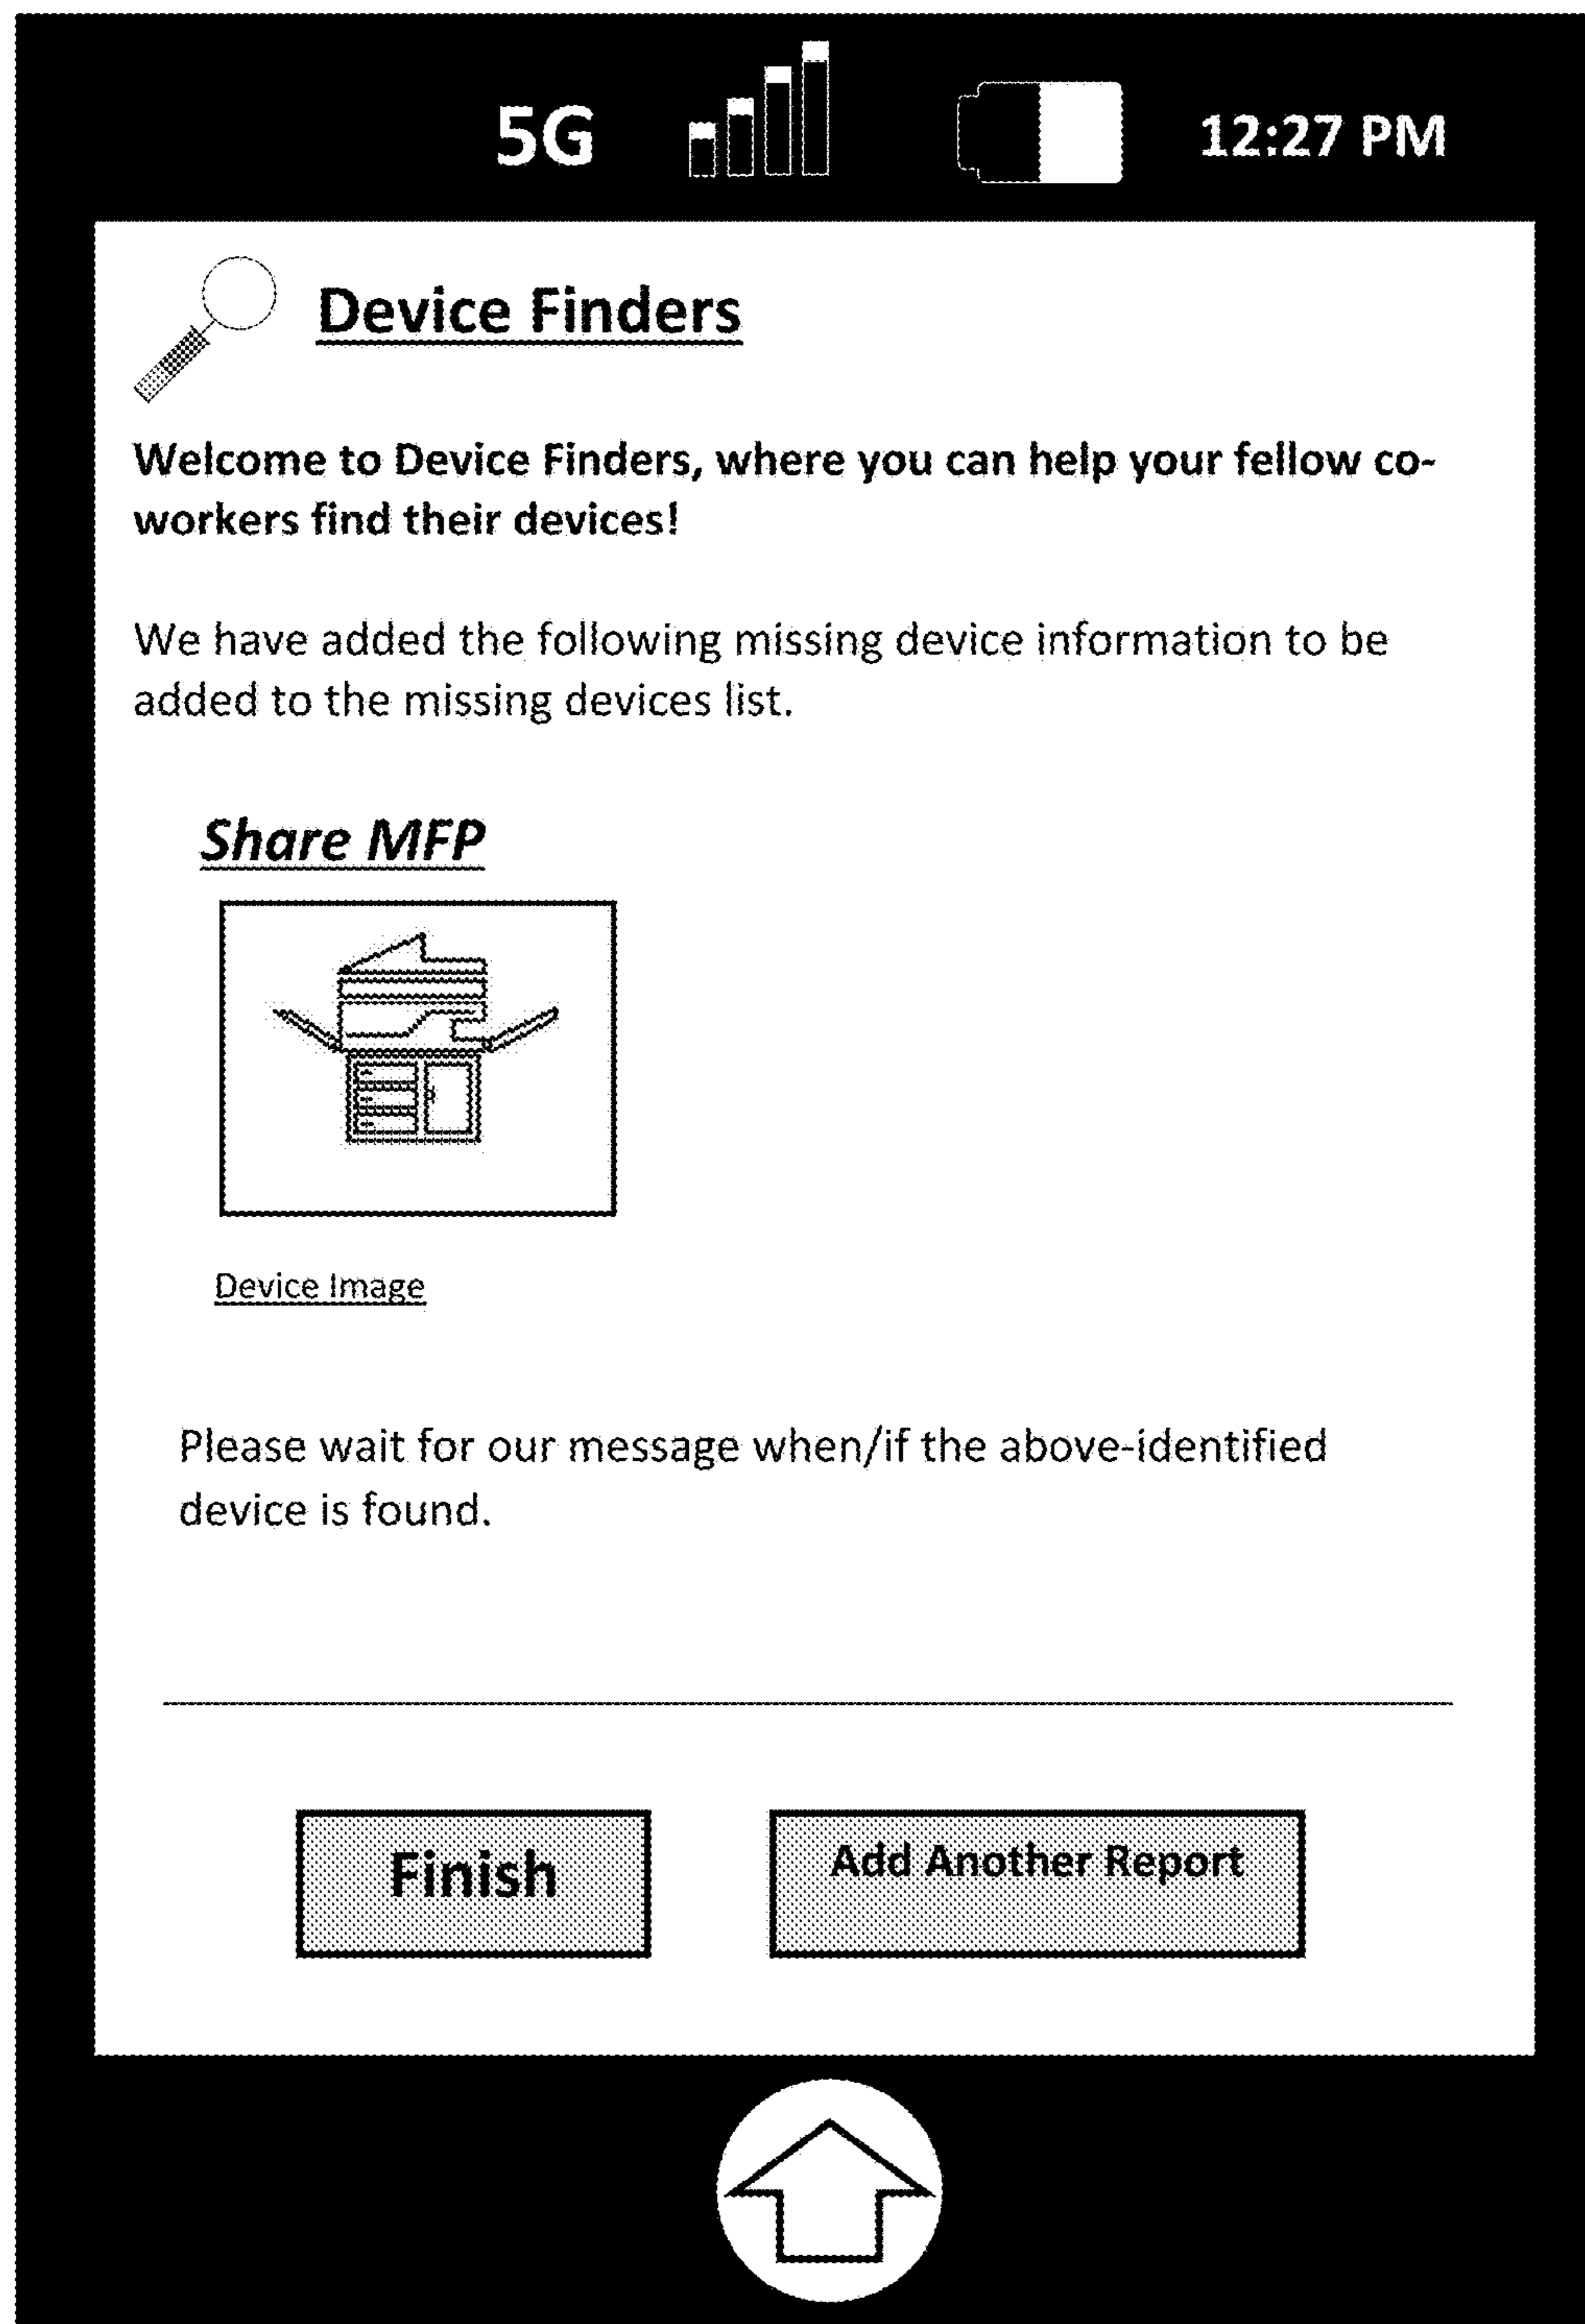 5G 12:27 PM
Device Finders
Welcome to Device Finders, where you can help your fellow co-
workers find their devices!
We have added the following missing device information to be
added to the missing devices list.
Share MFP
Device Image
Please wait for our message when/if the above-identified
device is found.
Finish Add Another Report